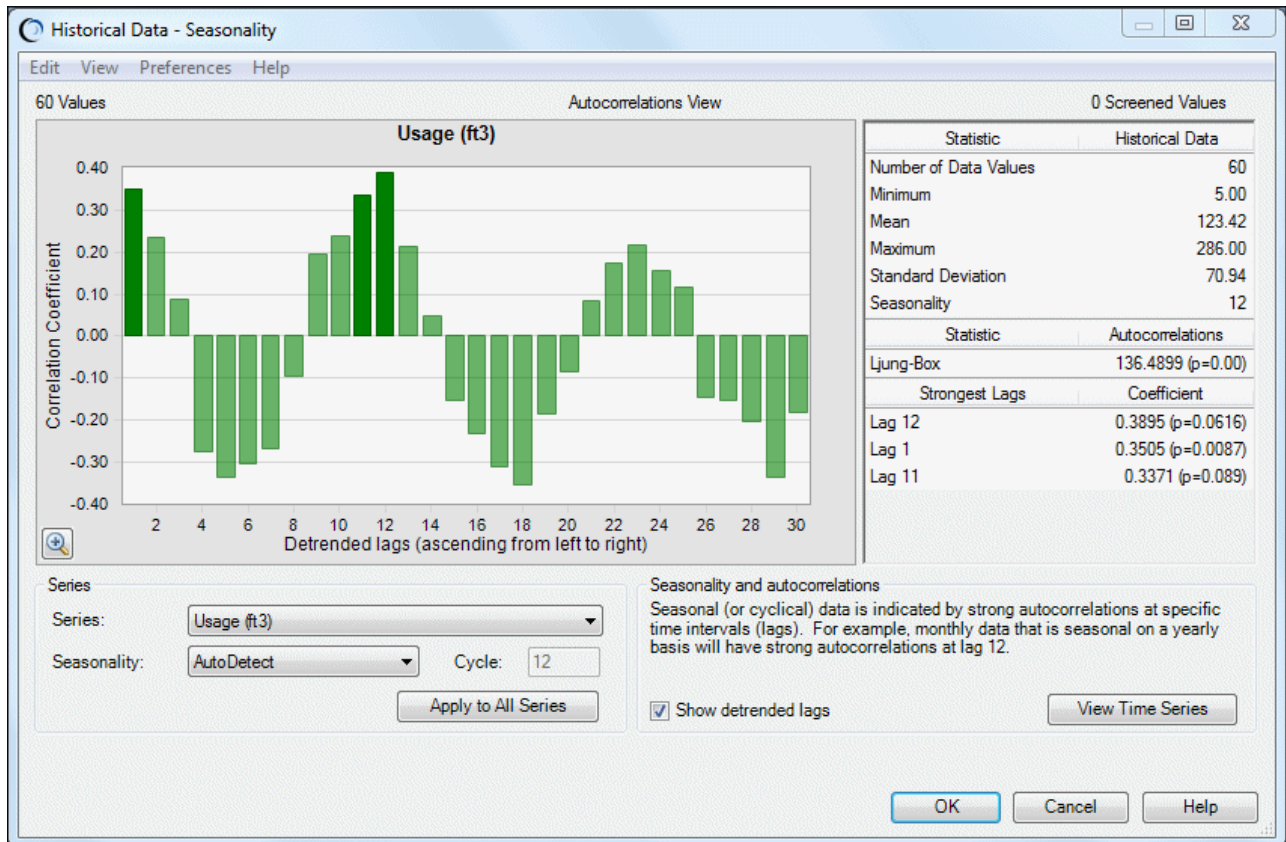 Historical Data - Seasonality
Edit View Preferences Help
60 Values Autocorrelations View 0 Screened Values
Usage (ft3)
Correlation Coefficient
0.40
0.30
0.20
0.10
0.00
-0.10
-0.20
-0.30
-0.40
2 4 6 8 10 12 14 16 18 20 22 24 26 28 30
Detrended lags (ascending from left to right)
Statistic Historical Data
Number of Data Values 60
Minimum 5.00
Mean 123.42
Maximum 286.00
Standard Deviation 70.94
Seasonality 12
Statistic Autocorrelations
Ljung-Box 136.4899 (p=0.00)
Strongest Lags Coefficient
Lag 12 0.3895 (p=0.0616)
Lag 1 0.3505 (p=0.0087)
Lag 11 0.3371 (p=0.089)
Series
Series: Usage (ft3)
Seasonality: AutoDetect Cycle: 12
Apply to All Series
Seasonality and autocorrelations
Seasonal (or cyclical) data is indicated by strong autocorrelations at specific
time intervals (lags). For example, monthly data that is seasonal on a yearly
basis will have strong autocorrelations at lag 12.
Show detrended lags View Time Series
OK Cancel Help